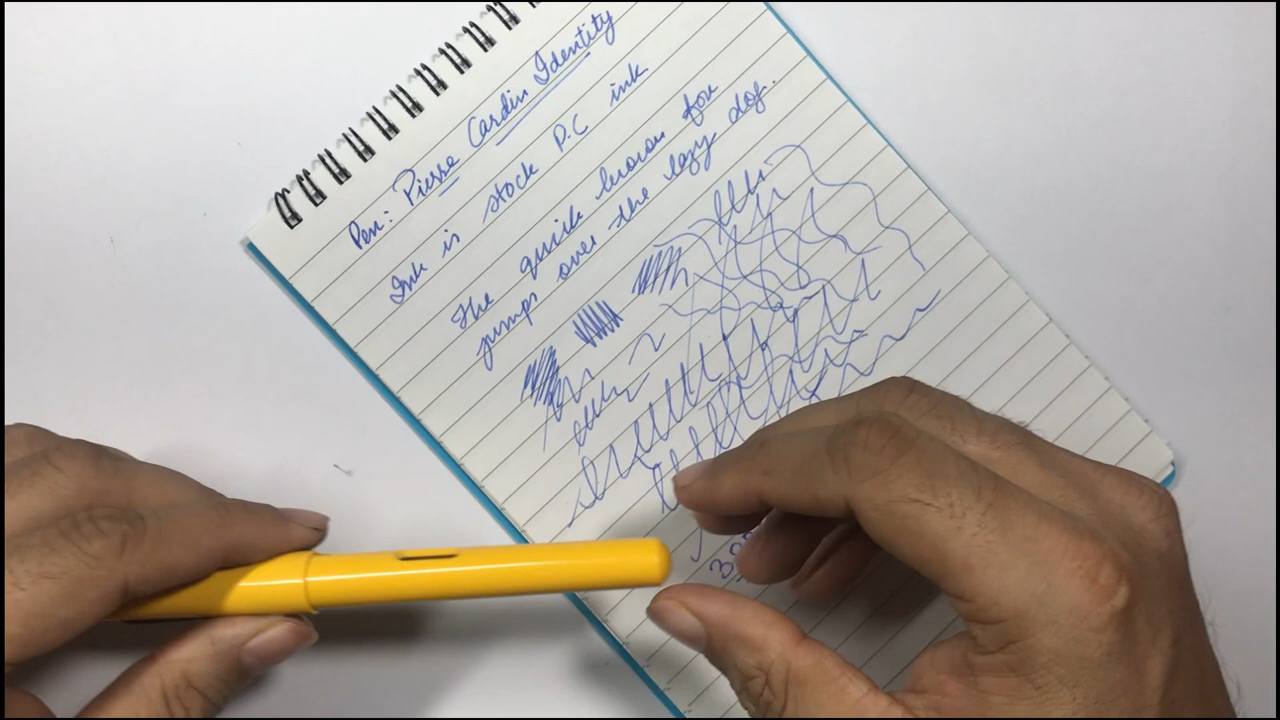 Pen: Pierre Cardin Identity
Ink is stock P.C ink
The quick brown fox
jumps over the lazy dog.